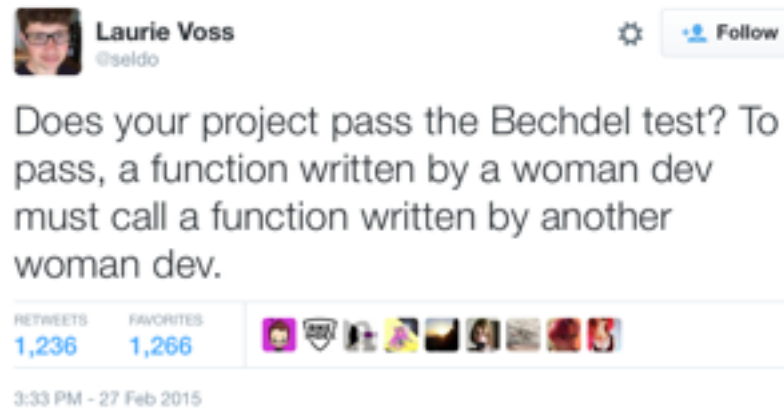 Laurie Voss
@seldo
Follow
Does your project pass the Bechdel test? To
pass, a function written by a woman dev
must call a function written by another
woman dev.
RETWEETS FAVORITES
1,236 1,266
3:33 PM - 27 Feb 2015